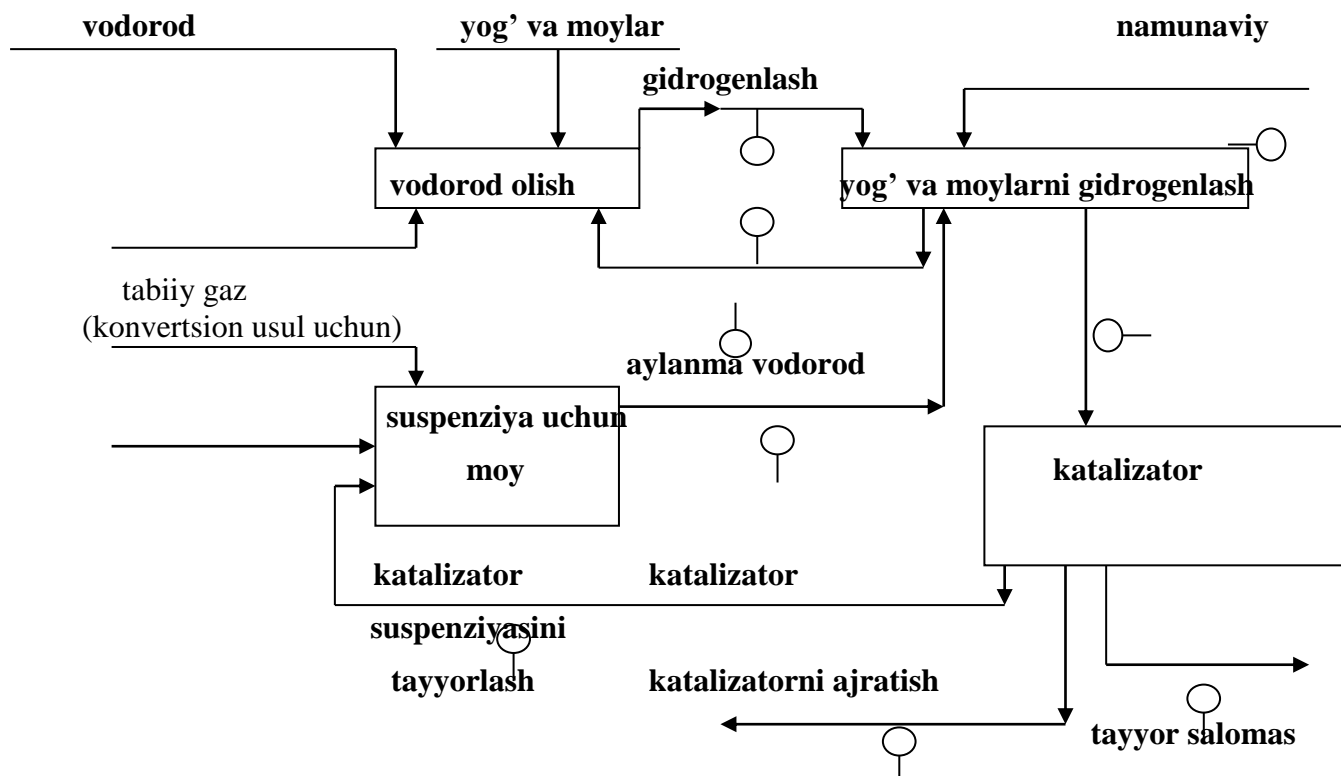 vodorod
yog’ va moylar
namunaviy
gidrogenlash
vodorod olish
yog’ va moylarni gidrogenlash
tabiiy gaz
(konvertsion usul uchun)
aylanma vodorod
suspenziya uchun
moy
katalizator
katalizator
katalizator
suspenziyasini
tayyorlash
katalizatorni ajratish
tayyor salomas